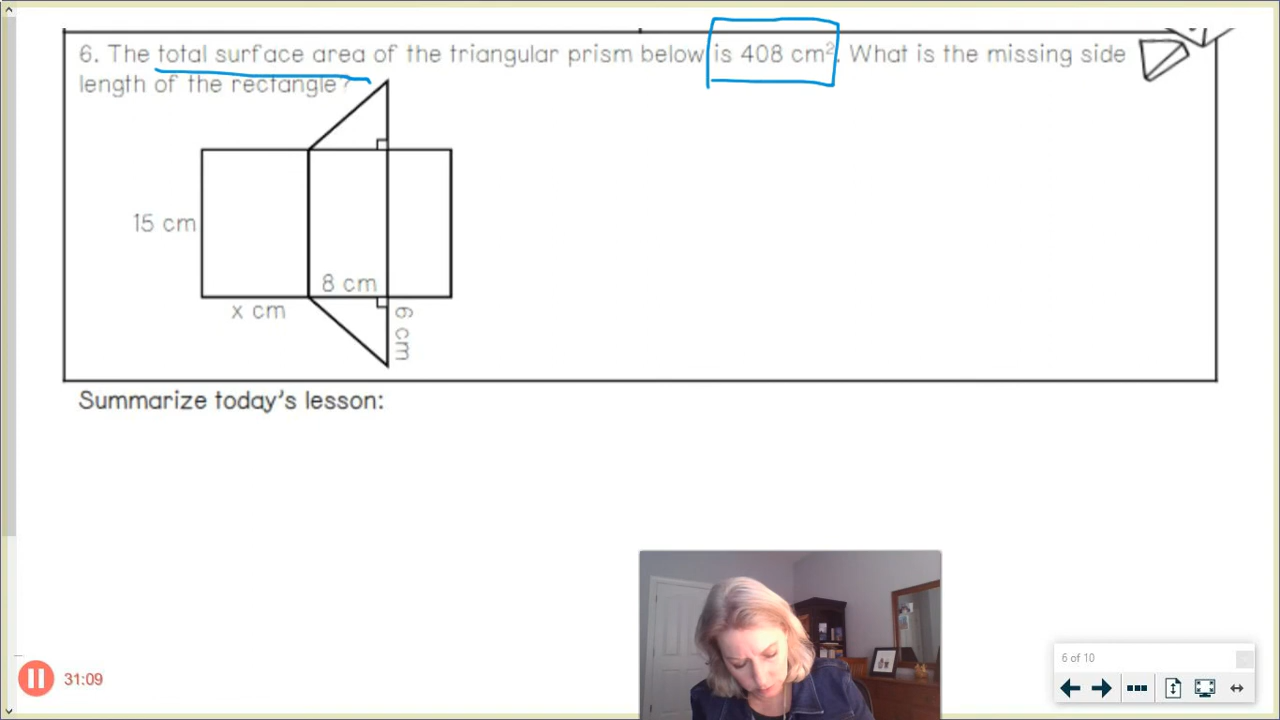 6. The total surface area of the triangular prism below is 408 cm². What is the missing side
length of the rectangle?
15 cm
8 cm
x cm
6 cm
Summarize today's lesson:
31:09
6 of 10